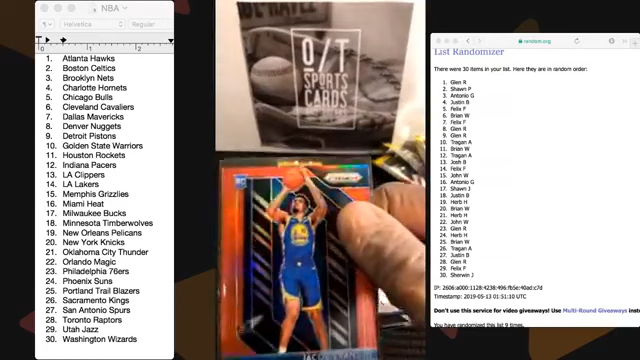 NBA
Helvetica
Regular
0
1
2
1. Atlanta Hawks
2. Boston Celtics
3. Brooklyn Nets
4. Charlotte Hornets
5. Chicago Bulls
6. Cleveland Cavaliers
7. Dallas Mavericks
8. Denver Nuggets
9. Detroit Pistons
10. Golden State Warriors
11. Houston Rockets
12. Indiana Pacers
13. LA Clippers
14. LA Lakers
15. Memphis Grizzlies
16. Miami Heat
17. Milwaukee Bucks
18. Minnesota Timberwolves
19. New Orleans Pelicans
20. New York Knicks
21. Oklahoma City Thunder
22. Orlando Magic
23. Philadelphia 76ers
24. Phoenix Suns
25. Portland Trail Blazers
26. Sacramento Kings
27. San Antonio Spurs
28. Toronto Raptors
29. Utah Jazz
30. Washington Wizards
O/T
SPORTS
CARDS
PRIZM
RC
random.org
List Randomizer
There were 30 items in your list. Here they are in random order:
1. Glen R
2. Shawn P
3. Antonio G
4. Justin B
5. Felix F
6. Brian W
7. Felix F
8. Glen R
9. Glen R
10. Tragan A
11. Brian W
12. Tragan A
13. Josh B
14. Felix F
15. John W
16. Antonio G
17. Shawn J
18. Justin B
19. Herb H
20. Brian W
21. Herb H
22. John W
23. Glen R
24. Herb H
25. Brian W
26. Tragan A
27. Justin B
28. Glen R
29. Felix F
30. Sherwin J
IP: 2606:a000:1128:4238:496:fb5e:40ad:c7d
Timestamp: 2019-05-13 01:51:10 UTC
Don't use this service for video giveaways! Use Multi-Round Giveaways inst
You have randomized this list 9 times.